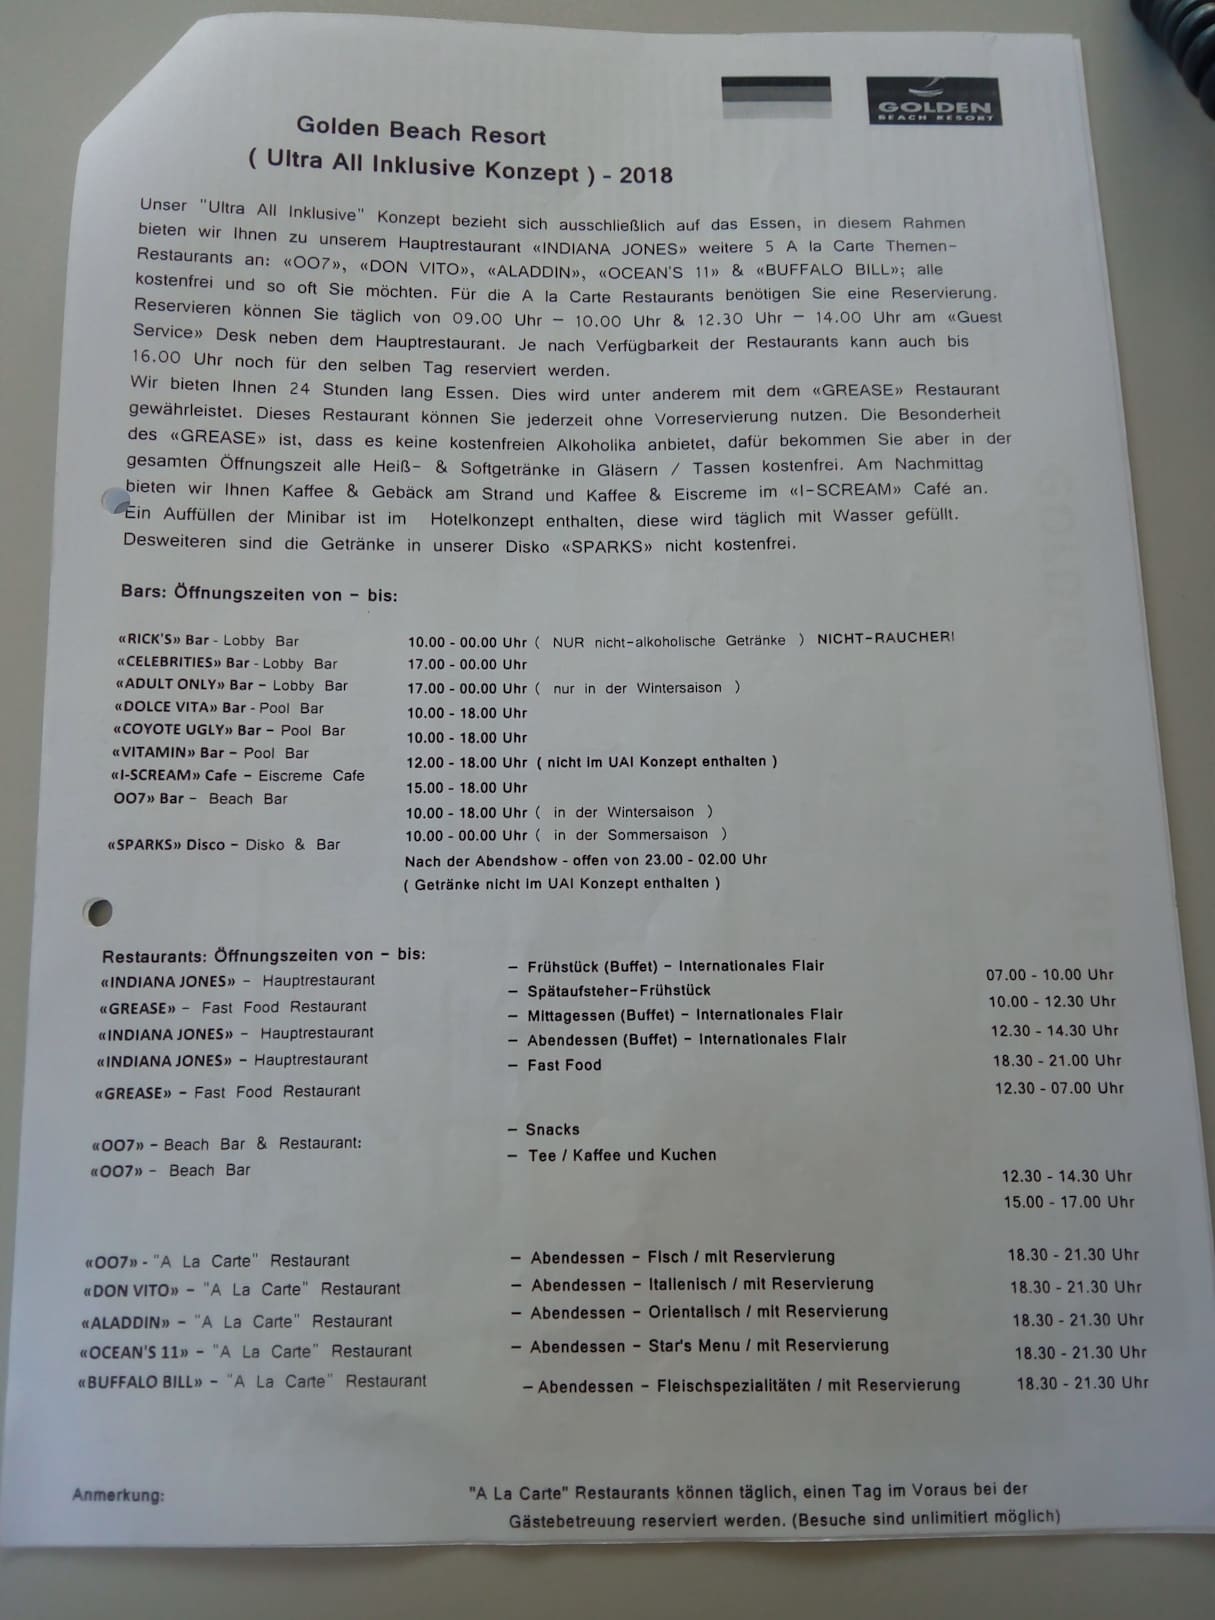 GOLDEN
BEACH RESORT
Golden Beach Resort
( Ultra All Inklusive Konzept ) - 2018
Unser "Ultra All Inklusive" Konzept bezieht sich ausschließlich auf das Essen, in diesem Rahmen
bieten wir Ihnen zu unserem Hauptrestaurant «INDIANA JONES» weitere 5 A la Carte Themen-
Restaurants an: «OO7», «DON VITO», «ALADDIN», «OCEAN'S 11» & «BUFFALO BILL»; alle
kostenfrei und so oft Sie möchten. Für die A la Carte Restaurants benötigen Sie eine Reservierung.
Reservieren können Sie täglich von 09.00 Uhr – 10.00 Uhr & 12.30 Uhr – 14.00 Uhr am «Guest
Service» Desk neben dem Hauptrestaurant. Je nach Verfügbarkeit der Restaurants kann auch bis
16.00 Uhr noch für den selben Tag reserviert werden.
Wir bieten Ihnen 24 Stunden lang Essen. Dies wird unter anderem mit dem «GREASE» Restaurant
gewährleistet. Dieses Restaurant können Sie jederzeit ohne Vorreservierung nutzen. Die Besonderheit
des «GREASE» ist, dass es keine kostenfreien Alkoholika anbietet, dafür bekommen Sie aber in der
gesamten Öffnungszeit alle Heiß- & Softgetränke in Gläsern / Tassen kostenfrei. Am Nachmittag
bieten wir Ihnen Kaffee & Gebäck am Strand und Kaffee & Eiscreme im «I-SCREAM» Café an.
Ein Auffüllen der Minibar ist im Hotelkonzept enthalten, diese wird täglich mit Wasser gefüllt.
Desweiteren sind die Getränke in unserer Disko «SPARKS» nicht kostenfrei.
Bars: Öffnungszeiten von – bis:
«RICK'S» Bar - Lobby Bar 10.00 - 00.00 Uhr ( NUR nicht-alkoholische Getränke ) NICHT-RAUCHER!
«CELEBRITIES» Bar - Lobby Bar 17.00 - 00.00 Uhr
«ADULT ONLY» Bar – Lobby Bar 17.00 - 00.00 Uhr ( nur in der Wintersaison )
«DOLCE VITA» Bar - Pool Bar 10.00 - 18.00 Uhr
«COYOTE UGLY» Bar – Pool Bar 10.00 - 18.00 Uhr
«VITAMIN» Bar – Pool Bar 12.00 - 18.00 Uhr ( nicht im UAI Konzept enthalten )
«I-SCREAM» Cafe – Eiscreme Cafe 15.00 - 18.00 Uhr
OO7» Bar – Beach Bar 10.00 - 18.00 Uhr ( in der Wintersaison )
10.00 - 00.00 Uhr ( in der Sommersaison )
«SPARKS» Disco – Disko & Bar Nach der Abendshow - offen von 23.00 - 02.00 Uhr
( Getränke nicht im UAI Konzept enthalten )
Restaurants: Öffnungszeiten von – bis:
«INDIANA JONES» – Hauptrestaurant – Frühstück (Buffet) – Internationales Flair 07.00 - 10.00 Uhr
«GREASE» – Fast Food Restaurant – Spätaufsteher-Frühstück 10.00 - 12.30 Uhr
«INDIANA JONES» – Hauptrestaurant – Mittagessen (Buffet) – Internationales Flair 12.30 - 14.30 Uhr
«INDIANA JONES» – Hauptrestaurant – Abendessen (Buffet) – Internationales Flair 18.30 - 21.00 Uhr
«GREASE» – Fast Food Restaurant – Fast Food 12.30 - 07.00 Uhr
«OO7» – Beach Bar & Restaurant: – Snacks 12.30 - 14.30 Uhr
«OO7» – Beach Bar – Tee / Kaffee und Kuchen 15.00 - 17.00 Uhr
«OO7» - "A La Carte" Restaurant – Abendessen – Fisch / mit Reservierung 18.30 - 21.30 Uhr
«DON VITO» – "A La Carte" Restaurant – Abendessen – Italienisch / mit Reservierung 18.30 - 21.30 Uhr
«ALADDIN» – "A La Carte" Restaurant – Abendessen – Orientalisch / mit Reservierung 18.30 - 21.30 Uhr
«OCEAN'S 11» – "A La Carte" Restaurant – Abendessen – Star's Menu / mit Reservierung 18.30 - 21.30 Uhr
«BUFFALO BILL» – "A La Carte" Restaurant – Abendessen – Fleischspezialitäten / mit Reservierung 18.30 - 21.30 Uhr
Anmerkung: "A La Carte" Restaurants können täglich, einen Tag im Voraus bei der
Gästebetreuung reserviert werden. (Besuche sind unlimitiert möglich)